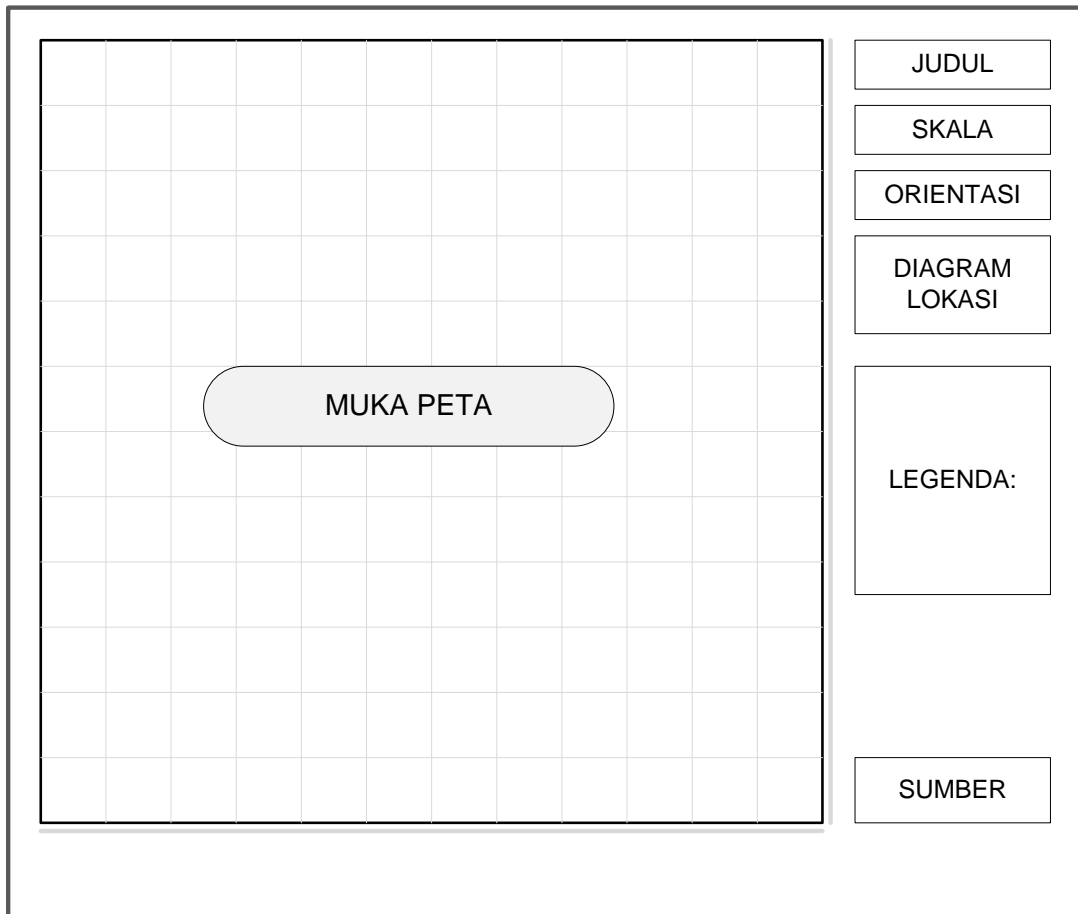 JUDUL
SKALA
ORIENTASI
DIAGRAM
LOKASI
MUKA PETA
LEGENDA:
SUMBER